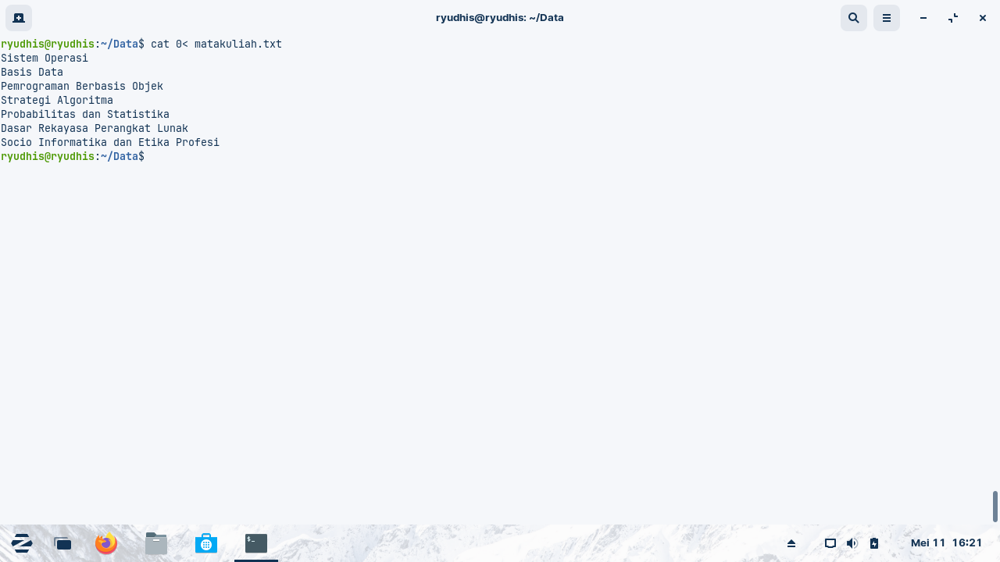 ryudhis@ryudhis: ~/Data
ryudhis@ryudhis:~/Data$ cat 0< matakuliah.txt
Sistem Operasi
Basis Data
Pemrograman Berbasis Objek
Strategi Algoritma
Probabilitas dan Statistika
Dasar Rekayasa Perangkat Lunak
Socio Informatika dan Etika Profesi
ryudhis@ryudhis:~/Data$
$_
Mei 11 16:21